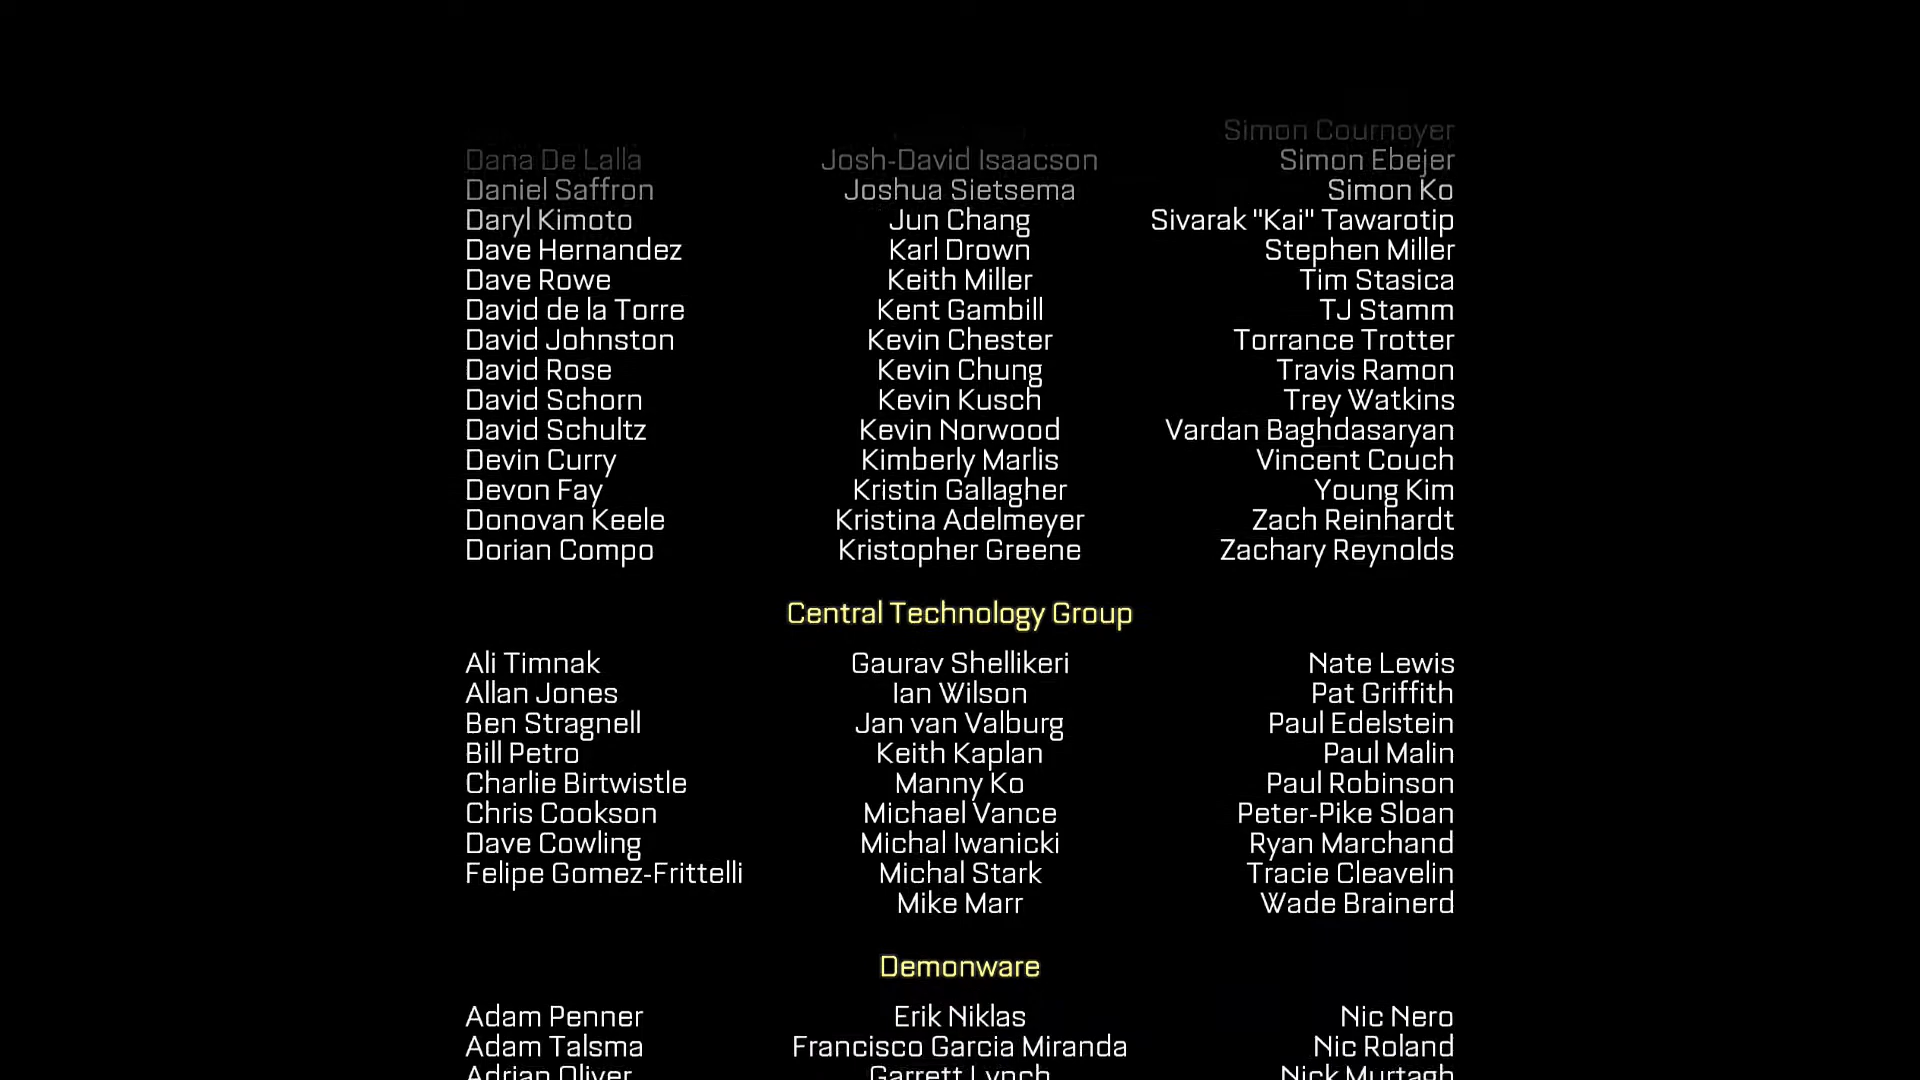 Simon Cournoyer
Dana De Lalla Josh-David Isaacson Simon Ebejer
Daniel Saffron Joshua Sietsema Simon Ko
Daryl Kimoto Jun Chang Sivarak "Kai" Tawarotip
Dave Hernandez Karl Drown Stephen Miller
Dave Rowe Keith Miller Tim Stasica
David de la Torre Kent Gambill TJ Stamm
David Johnston Kevin Chester Torrance Trotter
David Rose Kevin Chung Travis Ramon
David Schorn Kevin Kusch Trey Watkins
David Schultz Kevin Norwood Vardan Baghdasaryan
Devin Curry Kimberly Marlis Vincent Couch
Devon Fay Kristin Gallagher Young Kim
Donovan Keele Kristina Adelmeyer Zach Reinhardt
Dorian Compo Kristopher Greene Zachary Reynolds
Central Technology Group
Ali Timnak Gaurav Shellikeri Nate Lewis
Allan Jones Ian Wilson Pat Griffith
Ben Stragnell Jan van Valburg Paul Edelstein
Bill Petro Keith Kaplan Paul Malin
Charlie Birtwistle Manny Ko Paul Robinson
Chris Cookson Michael Vance Peter-Pike Sloan
Dave Cowling Michal Iwanicki Ryan Marchand
Felipe Gomez-Frittelli Michal Stark Tracie Cleavelin
Mike Marr Wade Brainerd
Demonware
Adam Penner Erik Niklas Nic Nero
Adam Talsma Francisco Garcia Miranda Nic Roland
Adrian Oliver Garrett Lynch Nick Murtagh